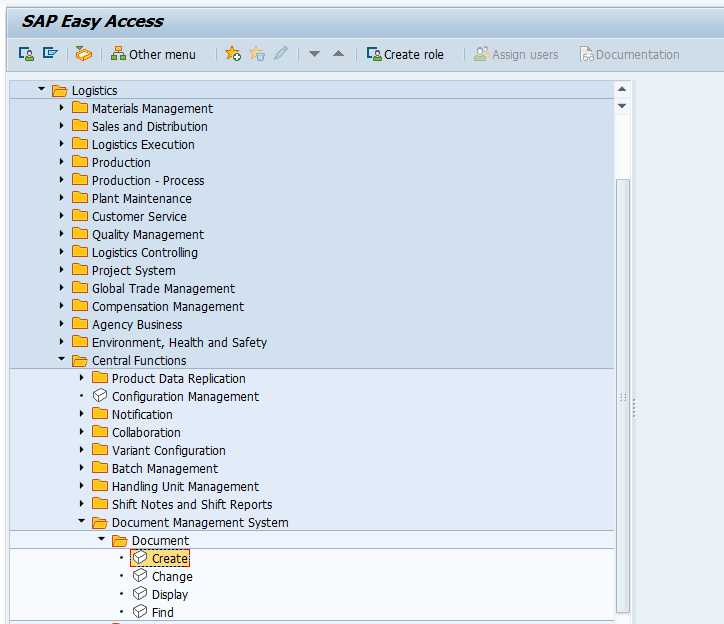 SAP Easy Access
Other menu Create role Assign users Documentation
Logistics
Materials Management
Sales and Distribution
Logistics Execution
Production
Production - Process
Plant Maintenance
Customer Service
Quality Management
Logistics Controlling
Project System
Global Trade Management
Compensation Management
Agency Business
Environment, Health and Safety
Central Functions
Product Data Replication
Configuration Management
Notification
Collaboration
Variant Configuration
Batch Management
Handling Unit Management
Shift Notes and Shift Reports
Document Management System
Document
Create
Change
Display
Find